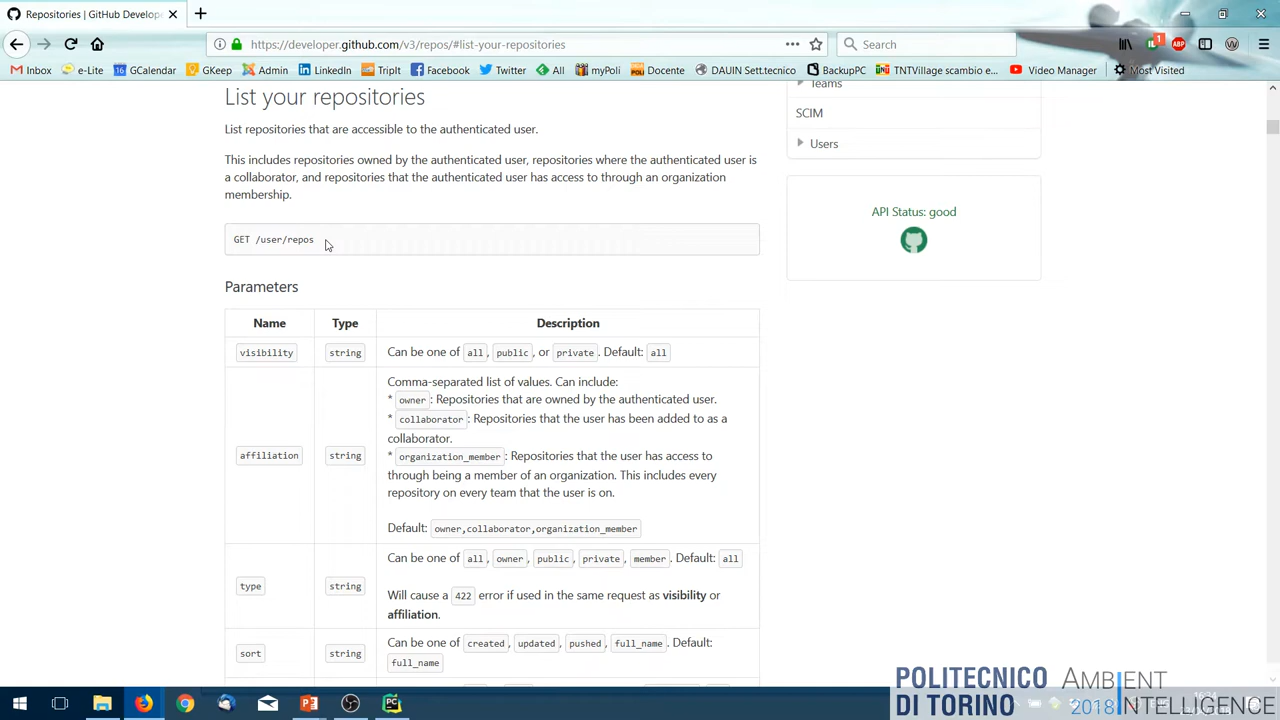 Repositories | GitHub Develope
https://developer.github.com/v3/repos/#list-your-repositories
Search
Inbox e-Lite GCalendar GKeep Admin LinkedIn TripIt Facebook Twitter All myPoli Docente DAUIN Sett.tecnico BackupPC TNTVillage scambio e... Video Manager Most Visited
List your repositories
List repositories that are accessible to the authenticated user.
This includes repositories owned by the authenticated user, repositories where the authenticated user is
a collaborator, and repositories that the authenticated user has access to through an organization
membership.
GET /user/repos
Parameters
Name Type Description
visibility string Can be one of all, public, or private. Default: all
Comma-separated list of values. Can include:
* owner: Repositories that are owned by the authenticated user.
* collaborator: Repositories that the user has been added to as a
collaborator.
affiliation string * organization_member: Repositories that the user has access to
through being a member of an organization. This includes every
repository on every team that the user is on.
Default: owner,collaborator,organization_member
Can be one of all, owner, public, private, member. Default: all
type string
Will cause a 422 error if used in the same request as visibility or
affiliation.
sort string Can be one of created, updated, pushed, full_name. Default:
full_name
Teams
SCIM
Users
API Status: good
POLITECNICO
DI TORINO
AMBIENT
2018 INTELLIGENCE